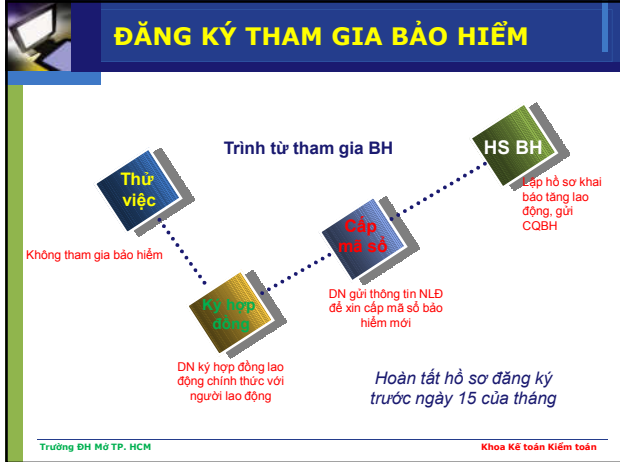 ĐĂNG KÝ THAM GIA BẢO HIỂM
Trình từ tham gia BH
Thử
việc
Không tham gia bảo hiểm
Ký hợp
đồng
DN ký hợp đồng lao
động chính thức với
người lao động
Cấp
mã số
DN gửi thông tin NLĐ
để xin cấp mã số bảo
hiểm mới
HS BH
Lập hồ sơ khai
báo tăng lao
động, gửi
CQBH
Hoàn tất hồ sơ đăng ký
trước ngày 15 của tháng
Trường ĐH Mở TP. HCM
Khoa Kế toán Kiểm toán